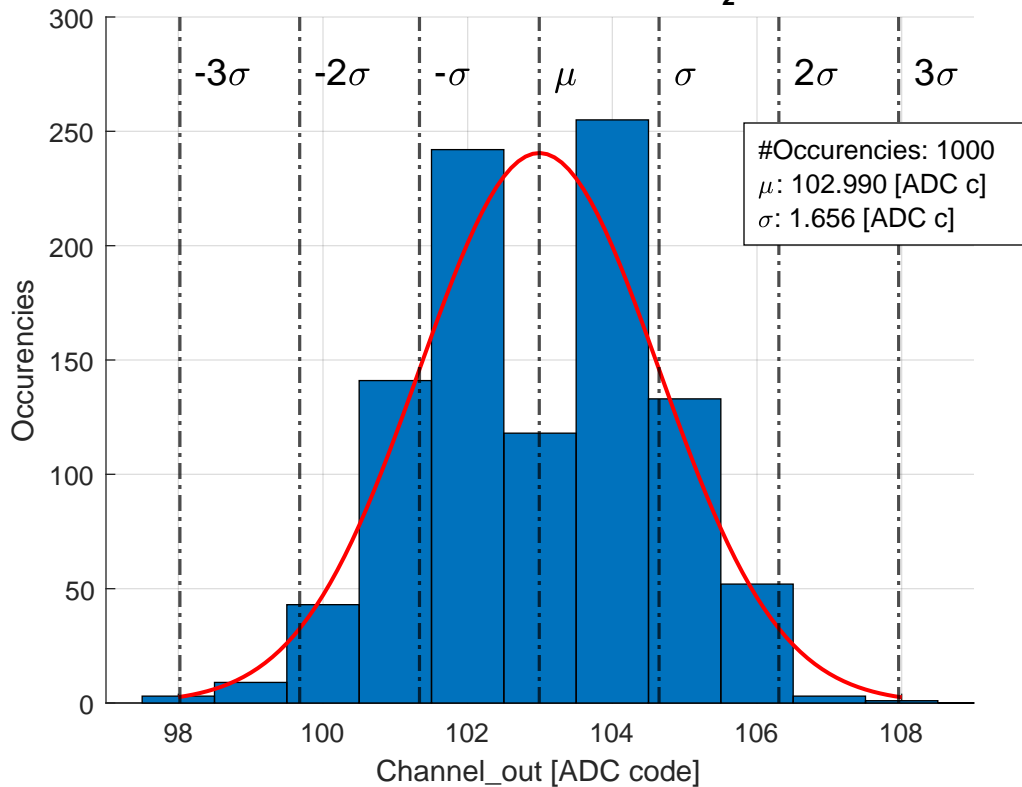 2
300
-3σ -2σ -σ μ σ 2σ 3σ
250
#Occurencies: 1000
μ: 102.990 [ADC c]
σ: 1.656 [ADC c]
200
150
100
50
0
Occurencies
98 100 102 104 106 108
Channel_out [ADC code]